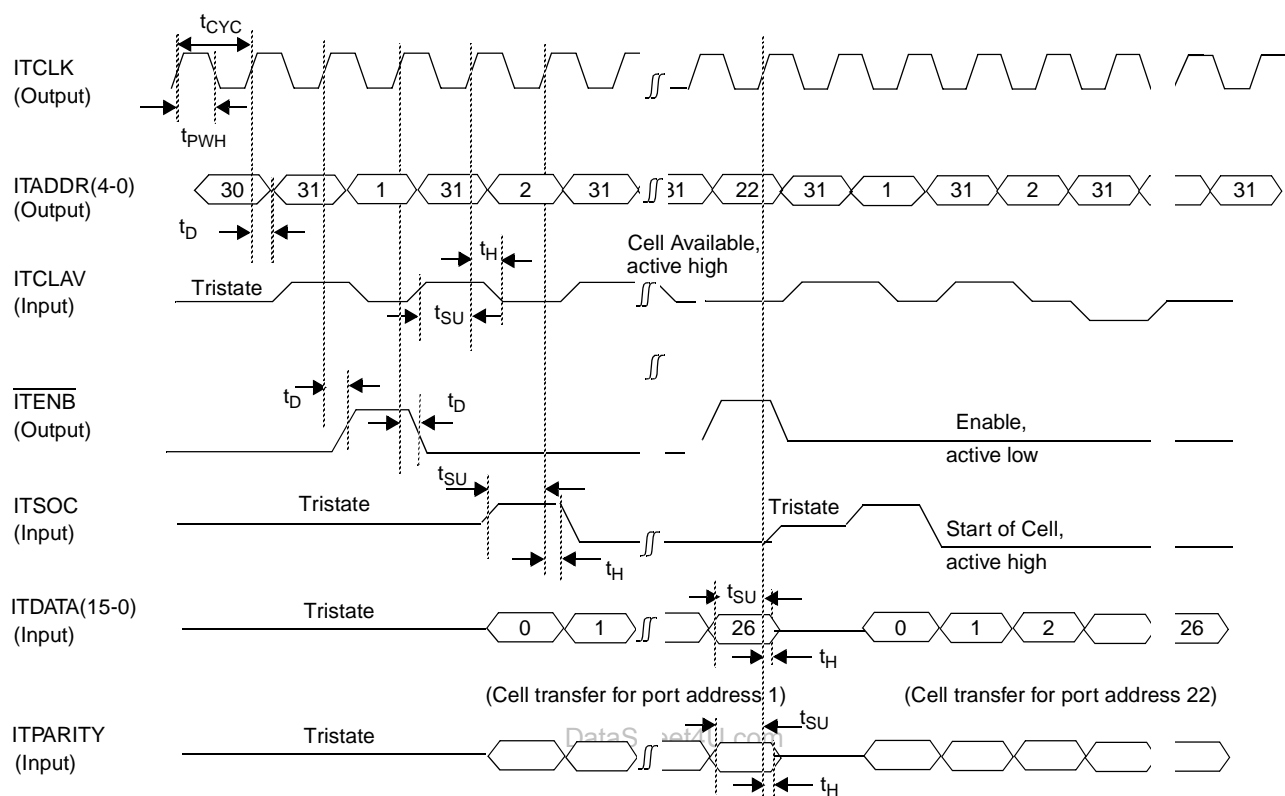 tCYC
ITCLK
(Output)
tPWH
ITADDR(4-0)
(Output)
30 31 1 31 2 31 31 22 31 1 31 2 31 31
tD
tH
Cell Available,
active high
ITCLAV
(Input)
Tristate
tSU
ITENB
(Output)
tD
tD
Enable,
active low
tSU
ITSOC
(Input)
Tristate
Tristate
Start of Cell,
active high
tH
ITDATA(15-0)
(Input)
Tristate
tSU
0 1 26 0 1 2 26
tH
(Cell transfer for port address 1) (Cell transfer for port address 22)
ITPARITY
(Input)
Tristate
tSU
tH